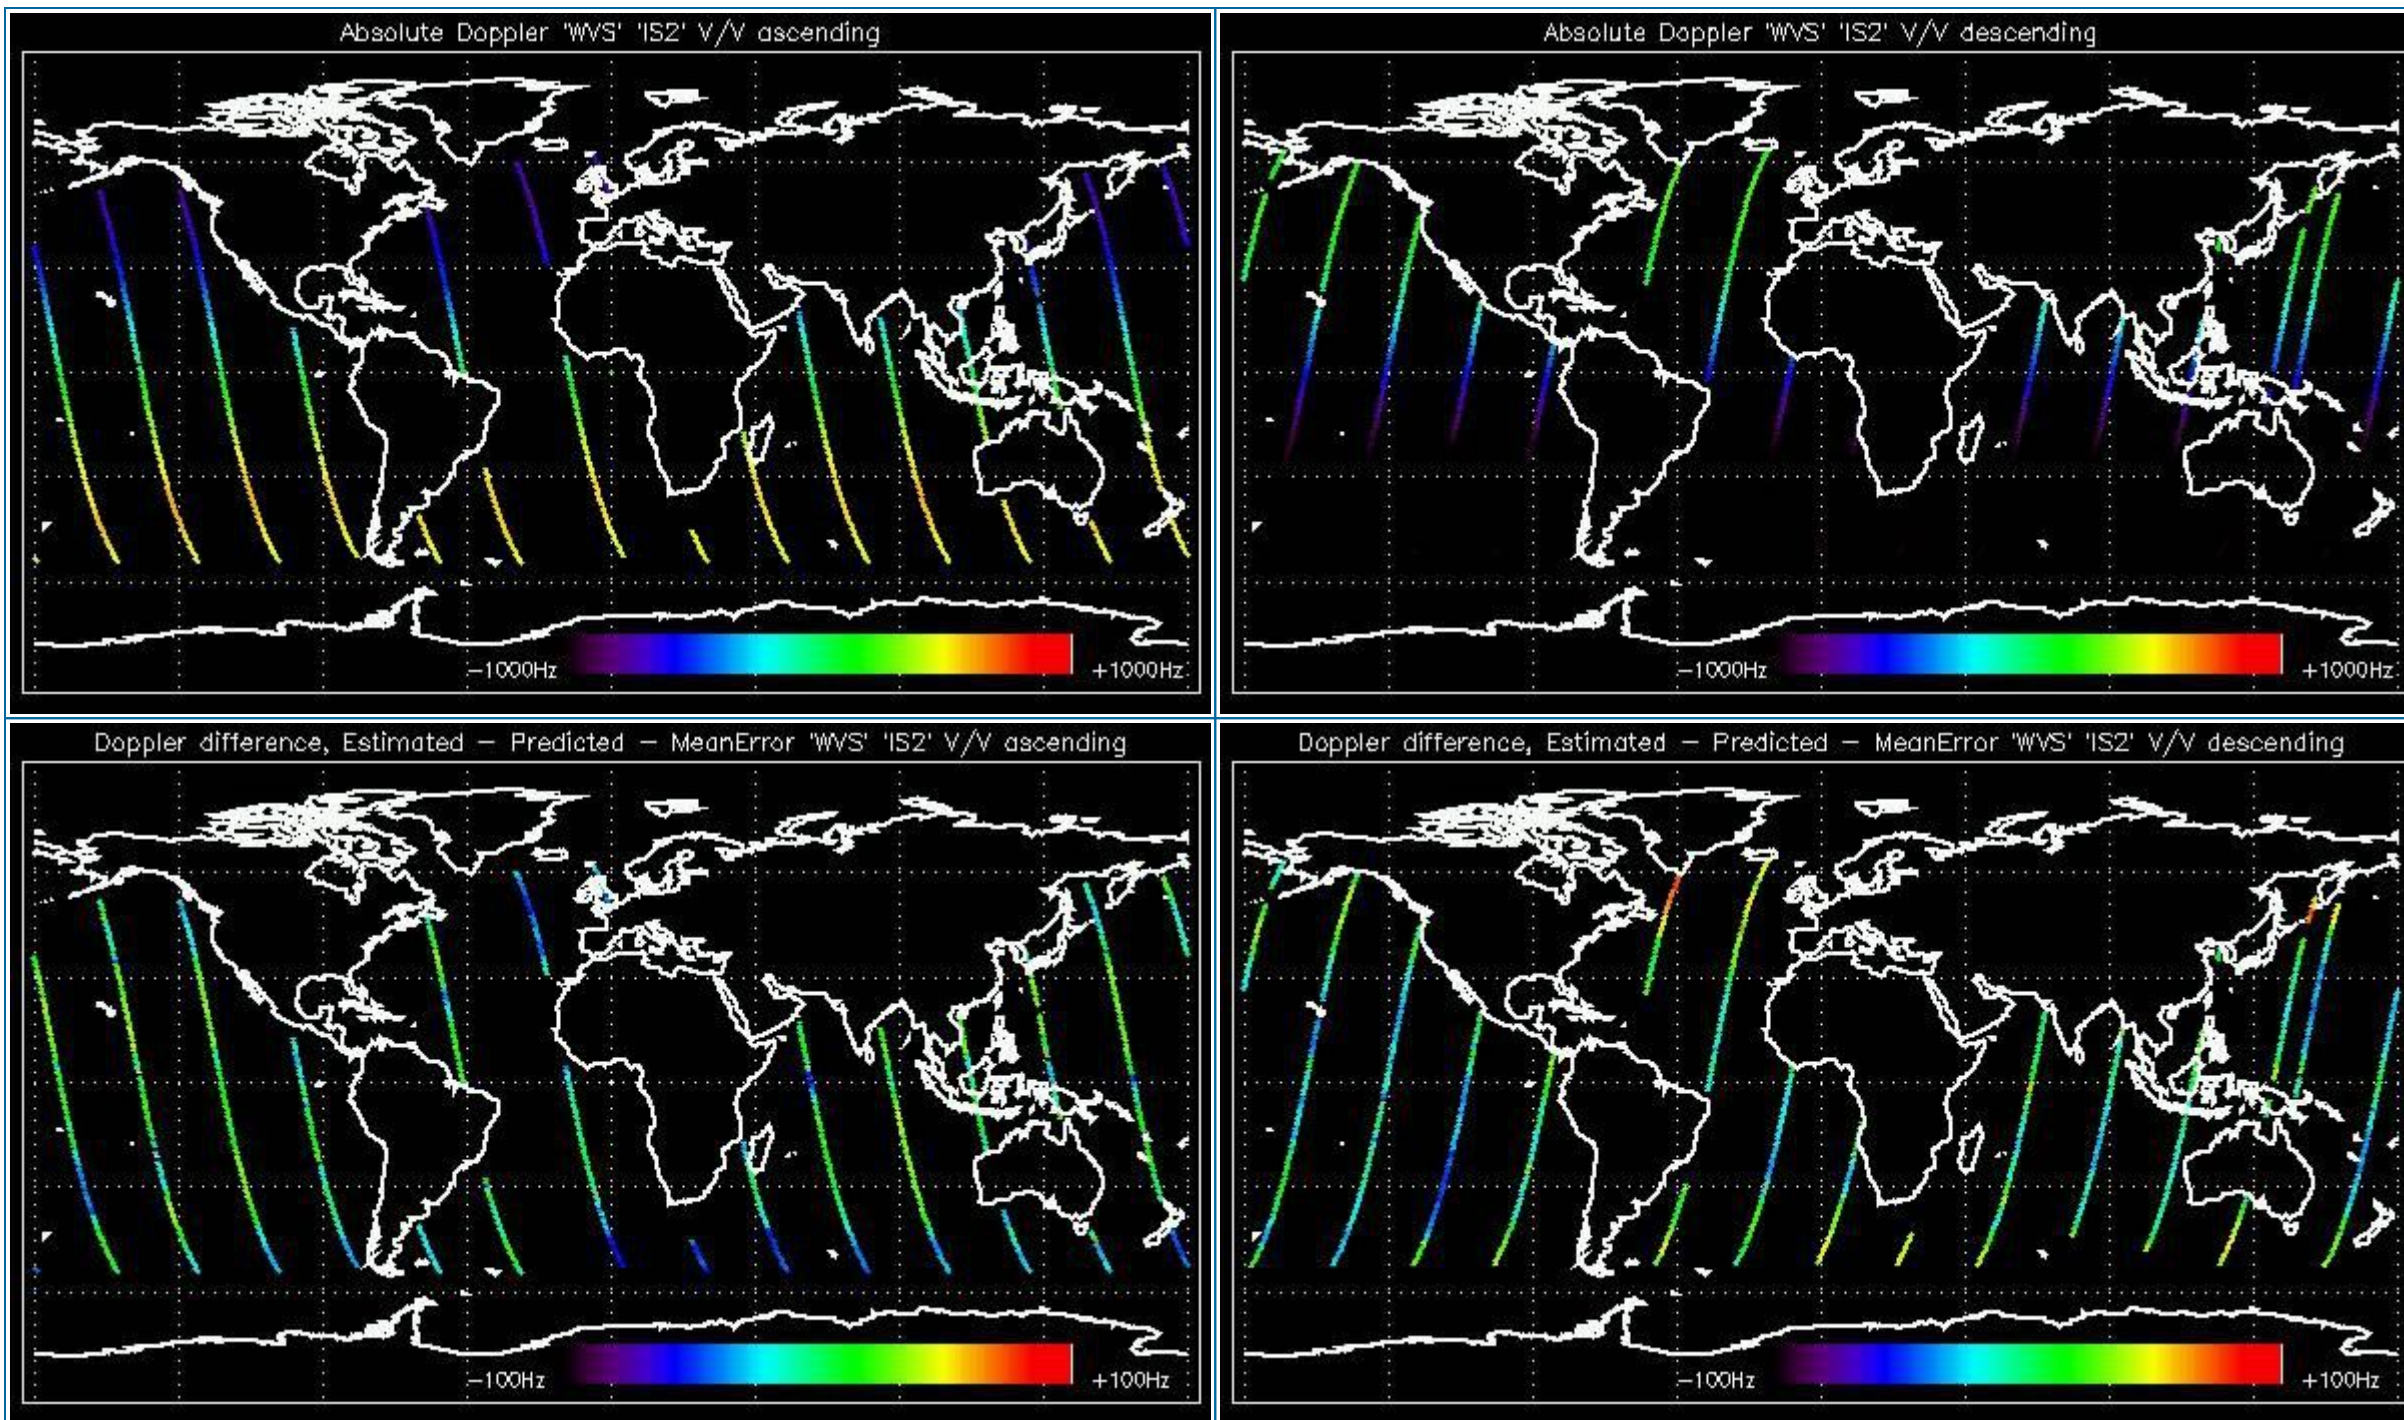 Absolute Doppler 'WVS' 'IS2' V/V ascending
-1000Hz
+1000Hz
Absolute Doppler 'WVS' 'IS2' V/V descending
-1000Hz
+1000Hz
Doppler difference, Estimated - Predicted - MeanError 'WVS' 'IS2' V/V ascending
-100Hz
+100Hz
Doppler difference, Estimated - Predicted - MeanError 'WVS' 'IS2' V/V descending
-100Hz
+100Hz